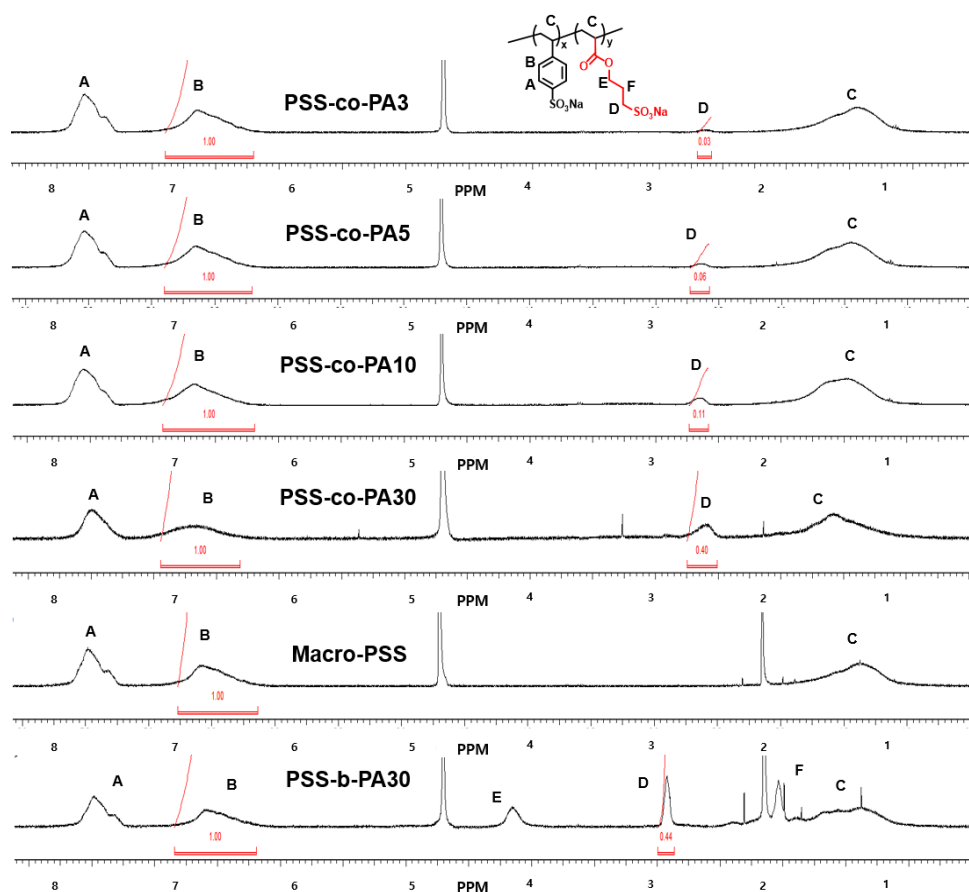 C C
x y
B
A
O
O
E F
SO3Na
D SO3Na
A B PSS-co-PA3 D C
1.00 0.03
8 7 6 5 PPM 4 3 2 1
A B PSS-co-PA5 D C
1.00 0.06
8 7 6 5 PPM 4 3 2 1
A B PSS-co-PA10 D C
1.00 0.11
8 7 6 5 PPM 4 3 2 1
A B PSS-co-PA30 D C
1.00 0.40
8 7 6 5 PPM 4 3 2 1
A B Macro-PSS C
1.00
8 7 6 5 PPM 4 3 2 1
A B PSS-b-PA30 E D F C
1.00 0.44
8 7 6 5 PPM 4 3 2 1